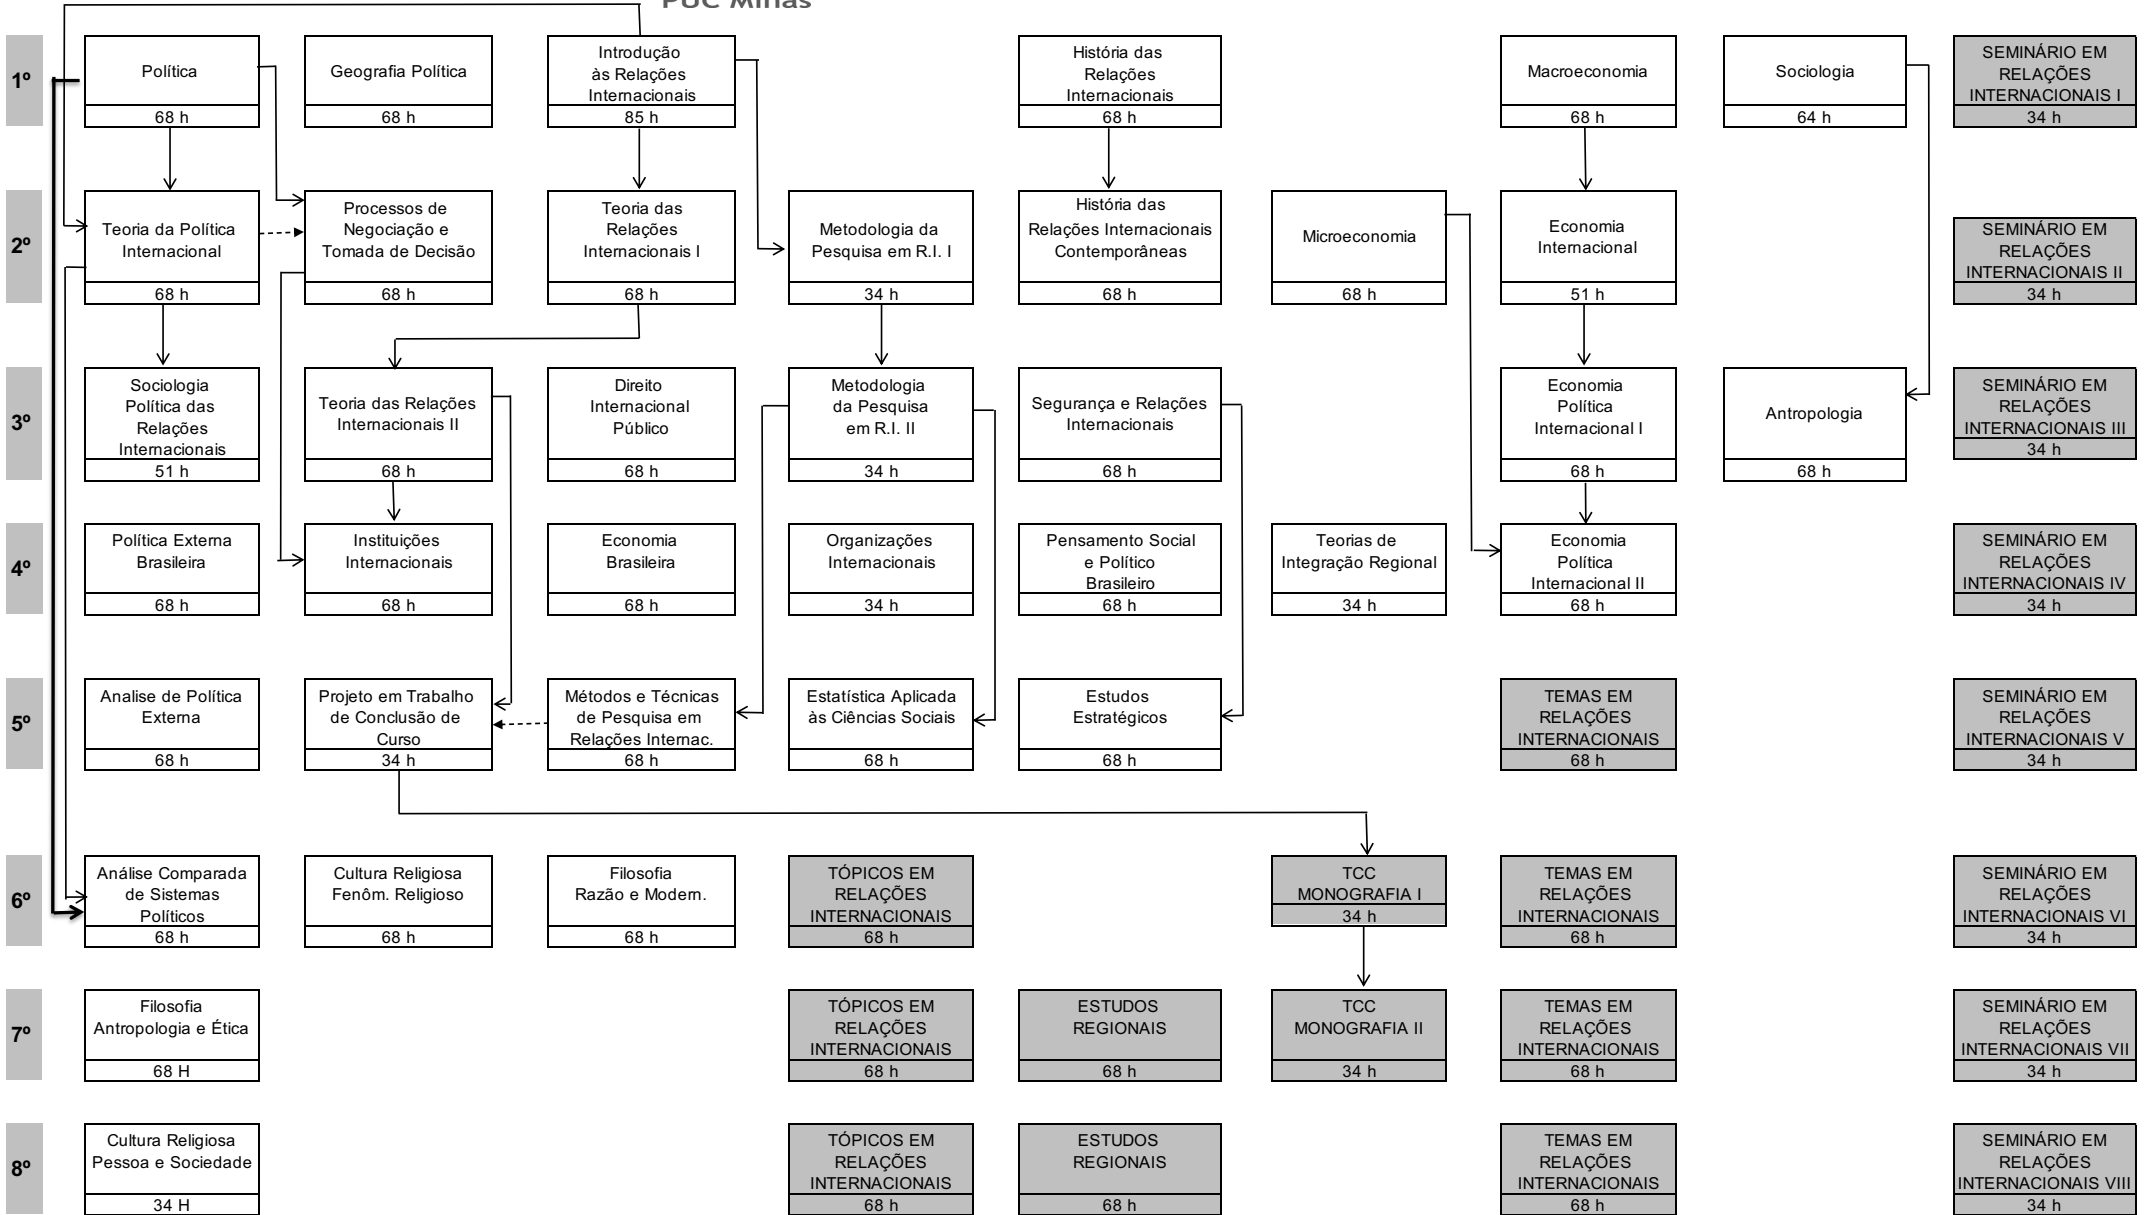 PUC Minas
1º
Política
68 h
Geografia Política
68 h
Introdução
às Relações
Internacionais
85 h
História das
Relações
Internacionais
68 h
Macroeconomia
68 h
Sociologia
64 h
SEMINÁRIO EM
RELAÇÕES
INTERNACIONAIS I
34 h
2º
Teoria da Política
Internacional
68 h
Processos de
Negociação e
Tomada de Decisão
68 h
Teoria das
Relações
Internacionais I
68 h
Metodologia da
Pesquisa em R.I. I
34 h
História das
Relações Internacionais
Contemporâneas
68 h
Microeconomia
68 h
Economia
Internacional
51 h
SEMINÁRIO EM
RELAÇÕES
INTERNACIONAIS II
34 h
3º
Sociologia
Política das
Relações
Internacionais
51 h
Teoria das Relações
Internacionais II
68 h
Direito
Internacional
Público
68 h
Metodologia
da Pesquisa
em R.I. II
34 h
Segurança e Relações
Internacionais
68 h
Economia
Política
Internacional I
68 h
Antropologia
68 h
SEMINÁRIO EM
RELAÇÕES
INTERNACIONAIS III
34 h
4º
Política Externa
Brasileira
68 h
Instituições
Internacionais
68 h
Economia
Brasileira
68 h
Organizações
Internacionais
34 h
Pensamento Social
e Político
Brasileiro
68 h
Teorias de
Integração Regional
34 h
Economia
Política
Internacional II
68 h
SEMINÁRIO EM
RELAÇÕES
INTERNACIONAIS IV
34 h
5º
Analise de Política
Externa
68 h
Projeto em Trabalho
de Conclusão de
Curso
34 h
Métodos e Técnicas
de Pesquisa em
Relações Internac.
68 h
Estatística Aplicada
às Ciências Sociais
68 h
Estudos
Estratégicos
68 h
TEMAS EM
RELAÇÕES
INTERNACIONAIS
68 h
SEMINÁRIO EM
RELAÇÕES
INTERNACIONAIS V
34 h
6º
Análise Comparada
de Sistemas
Políticos
68 h
Cultura Religiosa
Fenôm. Religioso
68 h
Filosofia
Razão e Modern.
68 h
TÓPICOS EM
RELAÇÕES
INTERNACIONAIS
68 h
TCC
MONOGRAFIA I
34 h
TEMAS EM
RELAÇÕES
INTERNACIONAIS
68 h
SEMINÁRIO EM
RELAÇÕES
INTERNACIONAIS VI
34 h
7º
Filosofia
Antropologia e Ética
68 H
TÓPICOS EM
RELAÇÕES
INTERNACIONAIS
68 h
ESTUDOS
REGIONAIS
68 h
TCC
MONOGRAFIA II
34 h
TEMAS EM
RELAÇÕES
INTERNACIONAIS
68 h
SEMINÁRIO EM
RELAÇÕES
INTERNACIONAIS VII
34 h
8º
Cultura Religiosa
Pessoa e Sociedade
34 H
TÓPICOS EM
RELAÇÕES
INTERNACIONAIS
68 h
ESTUDOS
REGIONAIS
68 h
TEMAS EM
RELAÇÕES
INTERNACIONAIS
68 h
SEMINÁRIO EM
RELAÇÕES
INTERNACIONAIS VIII
34 h